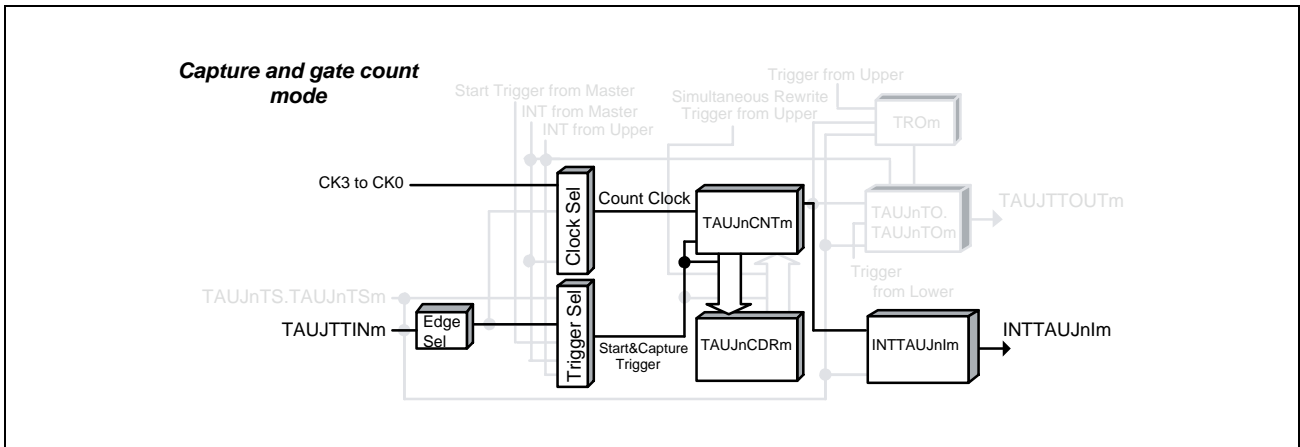 Capture and gate count
mode
Trigger from Upper
Start Trigger from Master
Simultaneous Rewrite
Trigger from Upper
INT from Master
INT from Upper
TROm
CK3 to CK0
Clock Sel
Count Clock
TAUJnCNTm
TAUJnTO.
TAUJnTOm
TAUJTTOUTm
Trigger
from Lower
TAUJnTS.TAUJnTSm
TAUJTTINm
Edge
Sel
Trigger Sel
Start&Capture
Trigger
TAUJnCDRm
INTTAUJnIm
INTTAUJnIm